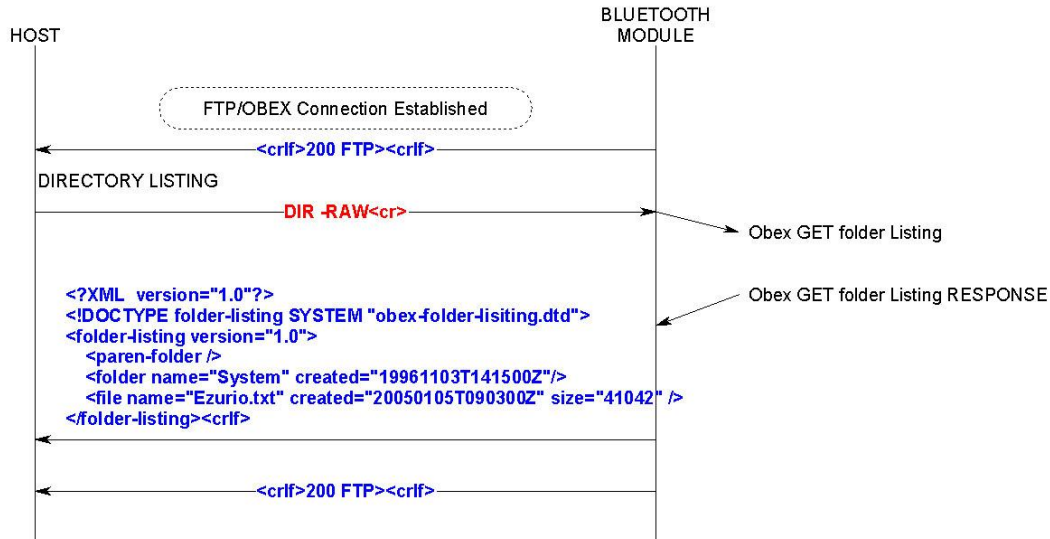 HOST
BLUETOOTH
MODULE
FTP/OBEX Connection Established
<crlf>200 FTP><crlf>
DIRECTORY LISTING
DIR -RAW<cr>
Obex GET folder Listing
Obex GET folder Listing RESPONSE
<?XML  version="1.0"?>
<!DOCTYPE folder-listing SYSTEM "obex-folder-lisiting.dtd">
<folder-listing version="1.0">
<paren-folder />
<folder name="System" created="19961103T141500Z"/>
<file name="Ezurio.txt" created="20050105T090300Z" size="41042" />
</folder-listing><crlf>
<crlf>200 FTP><crlf>